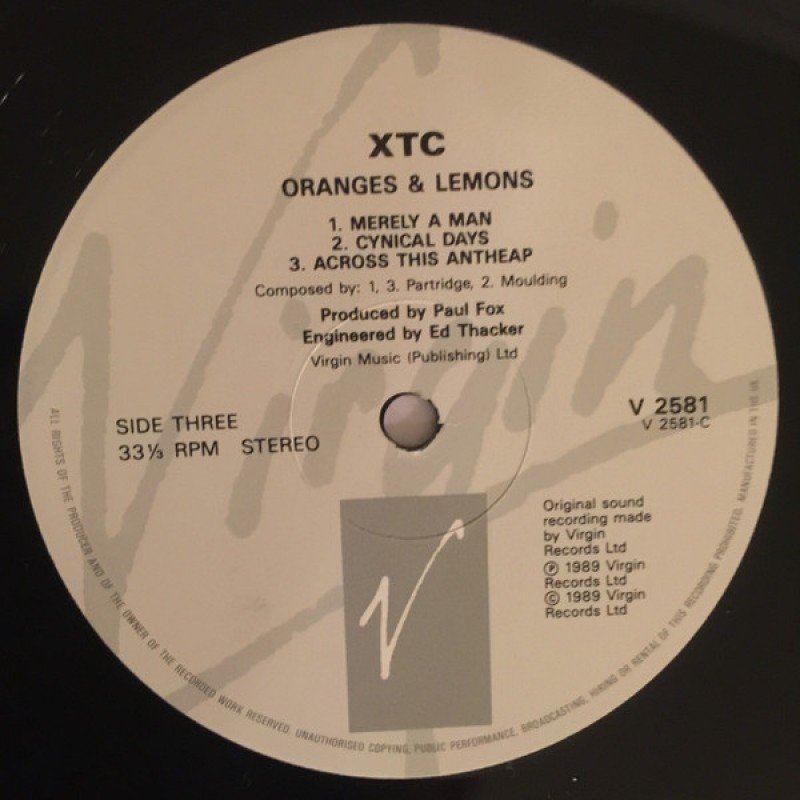 XTC
ORANGES & LEMONS
1. MERELY A MAN
2. CYNICAL DAYS
3. ACROSS THIS ANTHEAP
Composed by: 1, 3. Partridge, 2. Moulding
Produced by Paul Fox
Engineered by Ed Thacker
Virgin Music (Publishing) Ltd
SIDE THREE
33⅓ RPM STEREO
V 2581
V 2581-C
Original sound
recording made
by Virgin
Records Ltd
℗ 1989 Virgin
Records Ltd
© 1989 Virgin
Records Ltd
Virgin
V
ALL RIGHTS OF THE PRODUCER AND OF THE OWNER OF THE RECORDED WORK RESERVED. UNAUTHORISED COPYING, PUBLIC PERFORMANCE, BROADCASTING, HIRING OR RENTAL OF THIS RECORDING PROHIBITED. MANUFACTURED IN THE UK